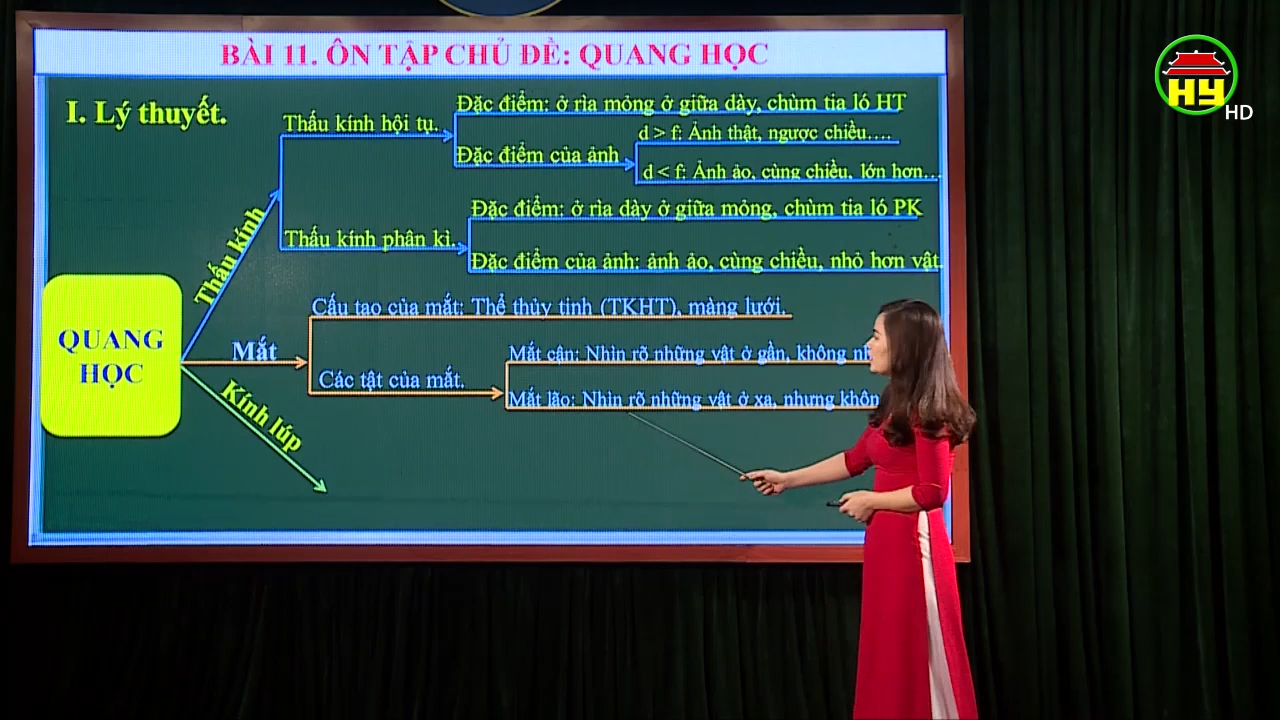 BÀI 11. ÔN TẬP CHỦ ĐỀ: QUANG HỌC
I. Lý thuyết.
Thấu kính hội tụ.
Đặc điểm: ở rìa mỏng ở giữa dày, chùm tia ló HT
Đặc điểm của ảnh
d > f: Ảnh thật, ngược chiều….
d < f: Ảnh ảo, cùng chiều, lớn hơn…
Thấu kính
Thấu kính phân kì.
Đặc điểm: ở rìa dày ở giữa mỏng, chùm tia ló PK
Đặc điểm của ảnh: ảnh ảo, cùng chiều, nhỏ hơn vật.
QUANG
HỌC
Mắt
Cấu tạo của mắt: Thể thủy tinh (TKHT), màng lưới.
Các tật của mắt.
Mắt cận: Nhìn rõ những vật ở gần, không
Mắt lão: Nhìn rõ những vật ở xa, nhưng
Kính lúp
HY
HD